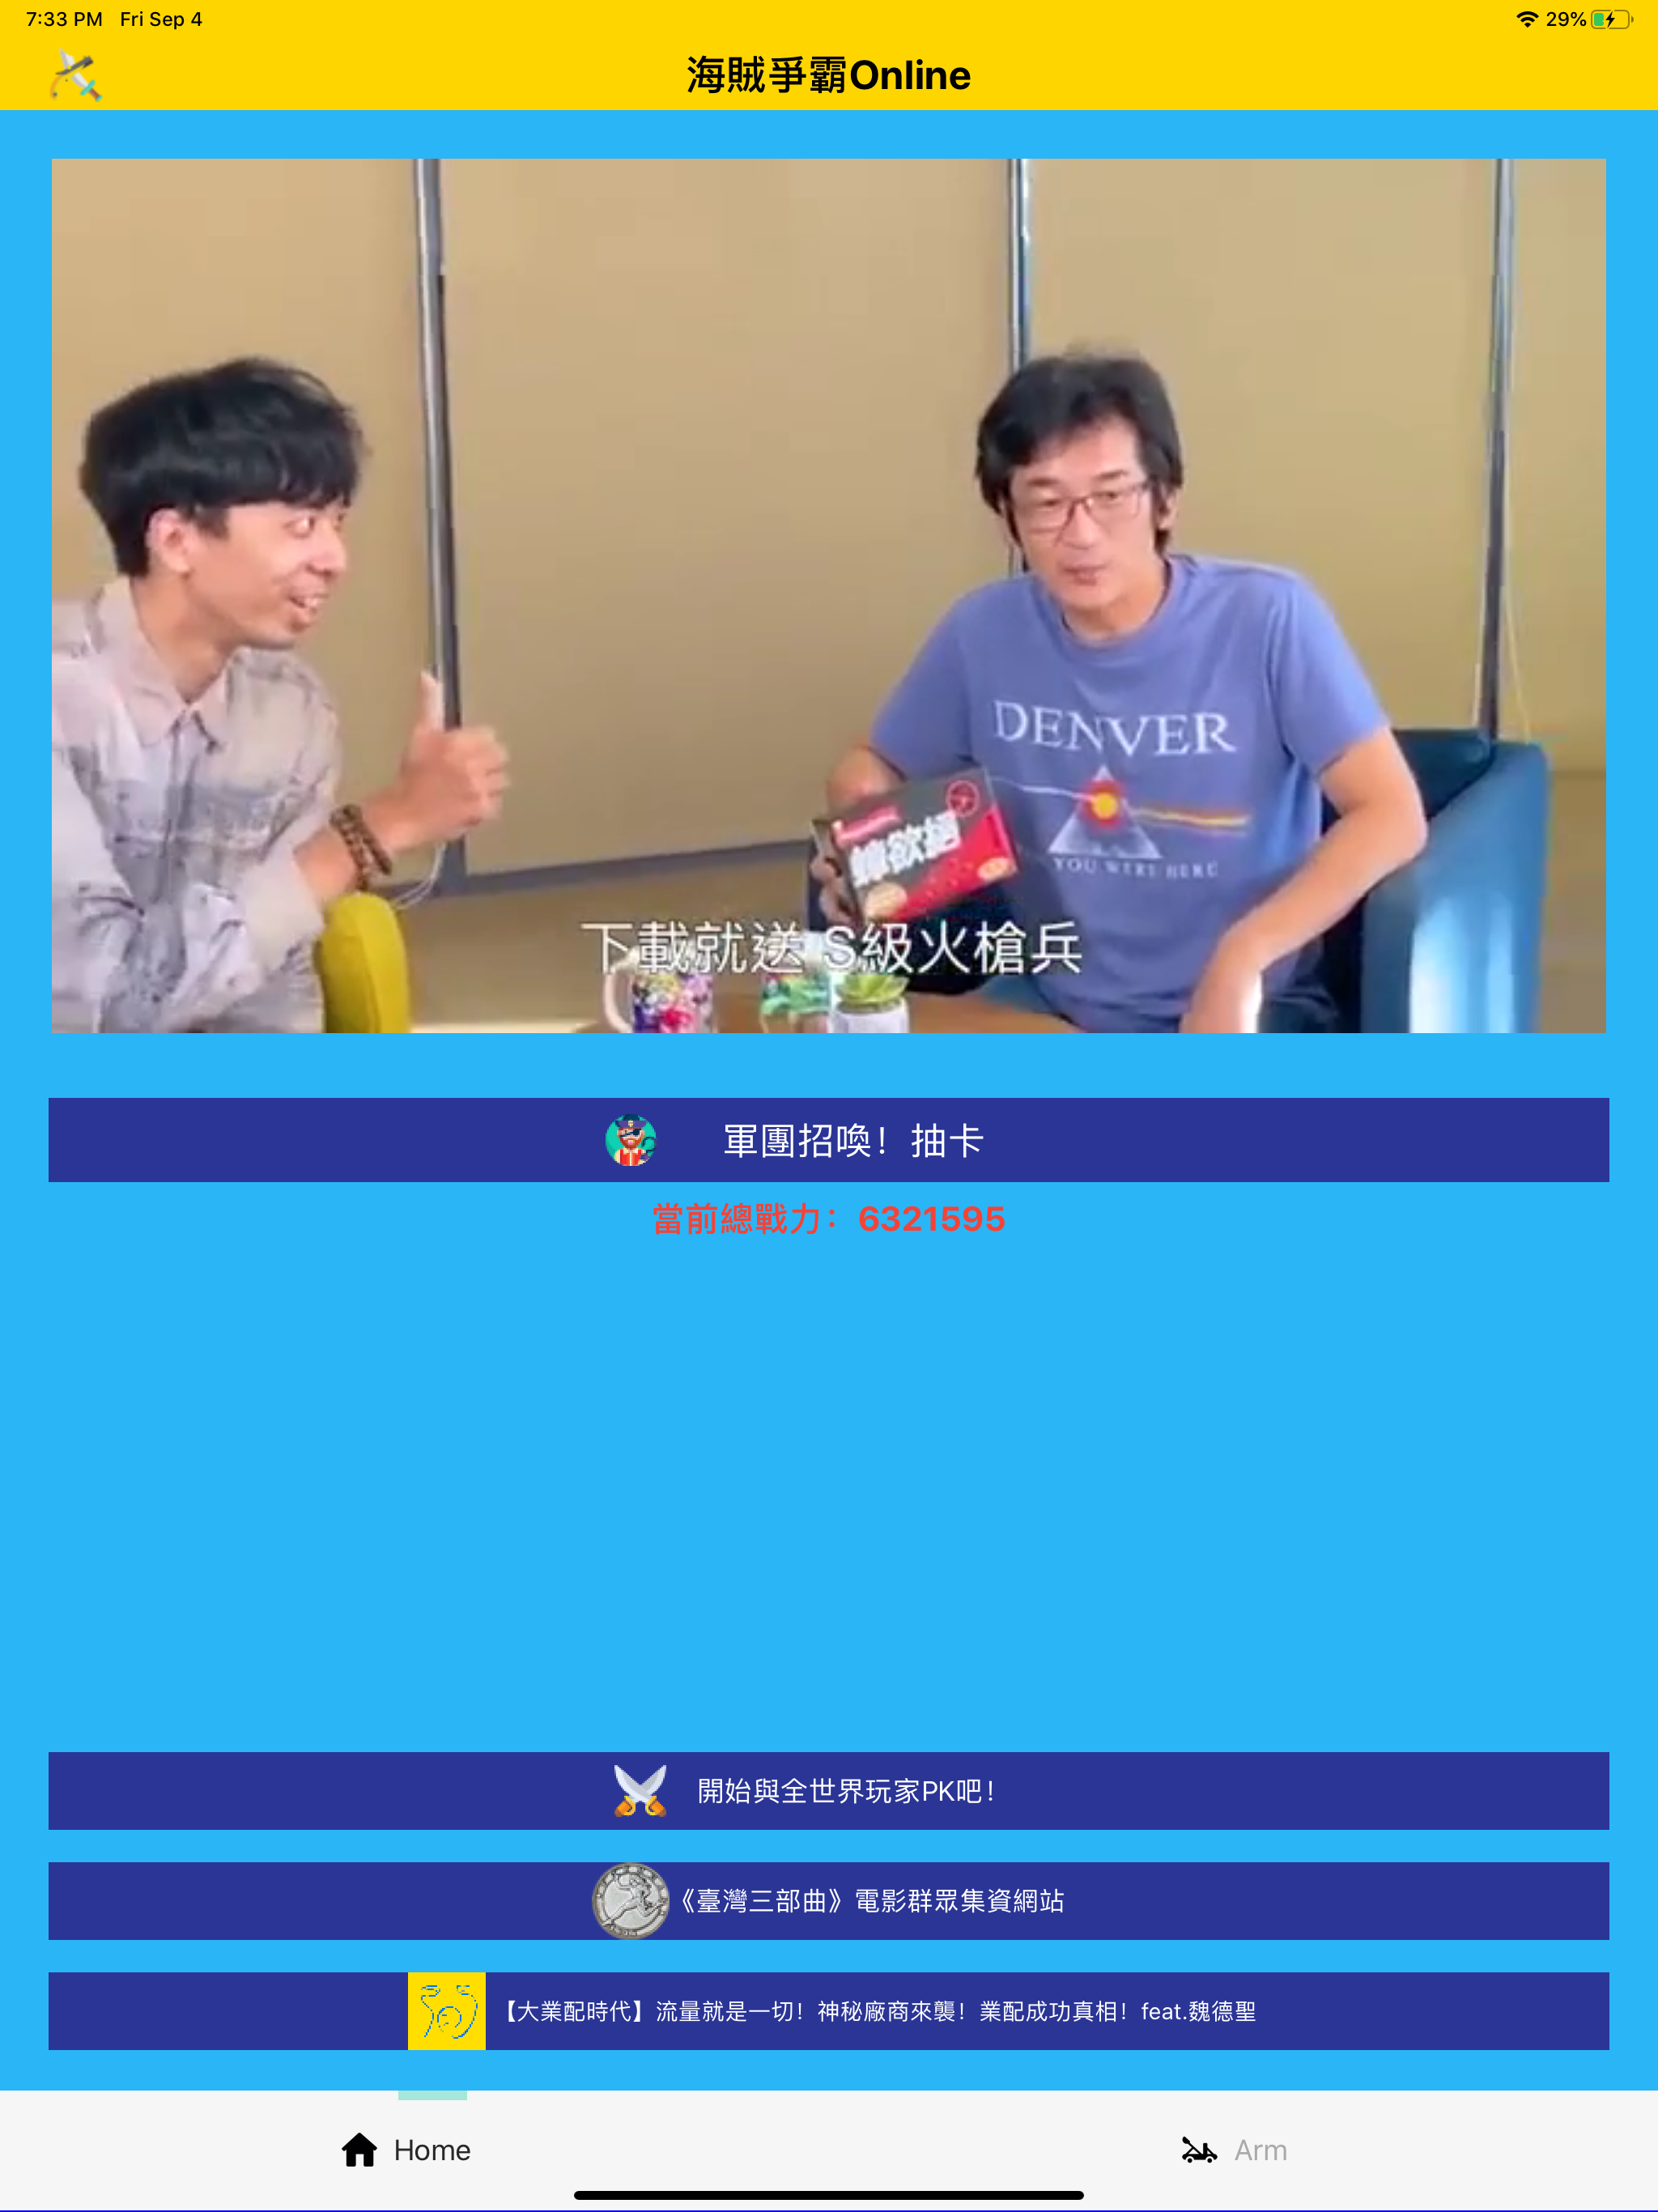 7:33 PM Fri Sep 4
29%
海賊爭霸Online
DENVER
YOU WERE HERE
蜂欲捲
下載就送 S級火槍兵
軍團招喚！抽卡
當前總戰力：6321595
開始與全世界玩家PK吧！
《臺灣三部曲》電影群眾集資網站
【大業配時代】流量就是一切！神秘廠商來襲！業配成功真相！feat.魏德聖
Home
Arm